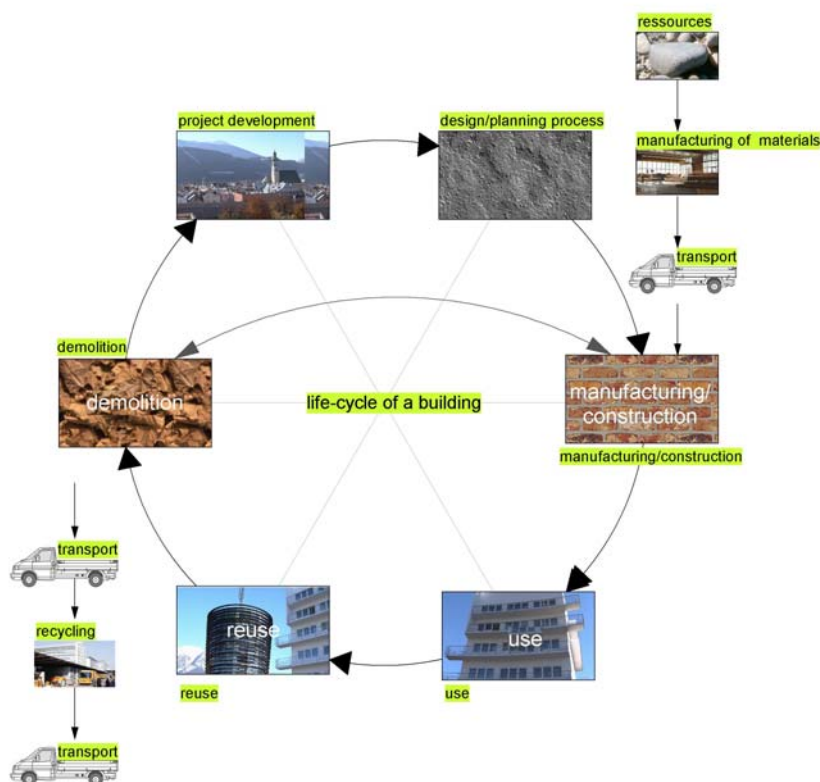 ressources
project development
design/planning process
manufacturing of materials
transport
demolition
demolition
life-cycle of a building
manufacturing/
construction
manufacturing/construction
transport
recycling
reuse
use
reuse
use
transport